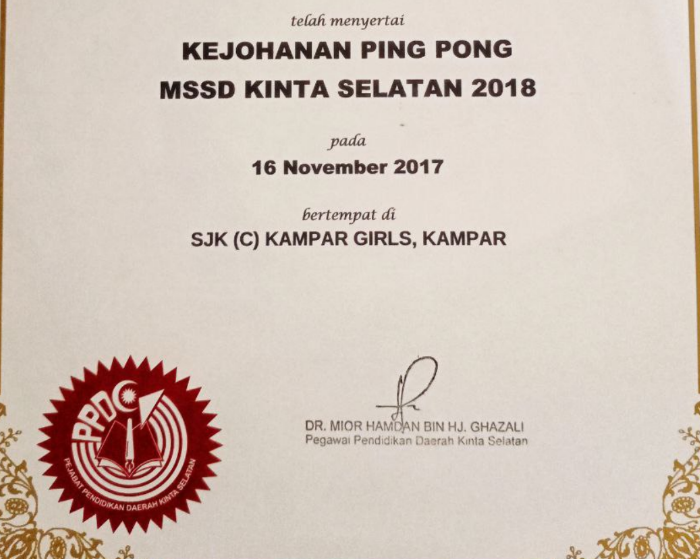 telah menyertai
KEJOHANAN PING PONG
MSSD KINTA SELATAN 2018
pada
16 November 2017
bertempat di
SJK (C) KAMPAR GIRLS, KAMPAR
DR. MIOR HAMDAN BIN HJ. GHAZALI
Pegawai Pendidikan Daerah Kinta Selatan
PPD
PEJABAT PENDIDIKAN DAERAH KINTA SELATAN